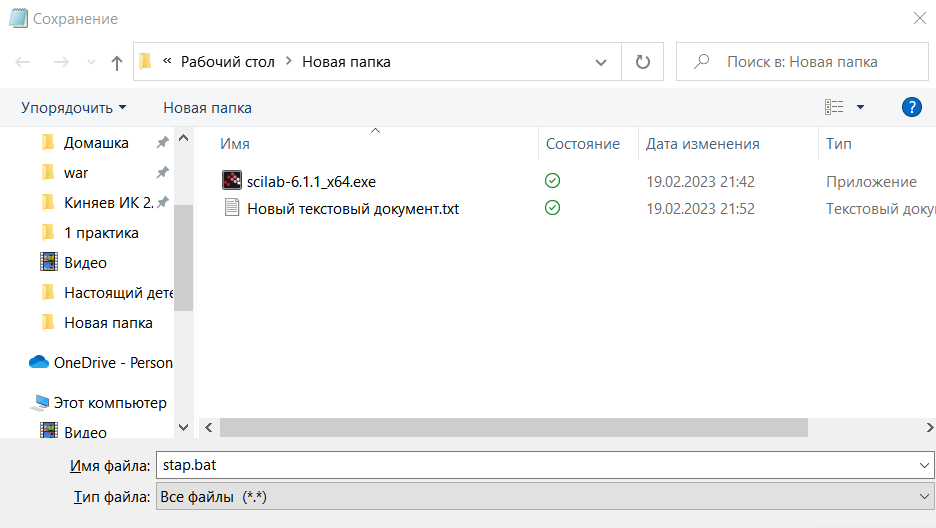 Сохранение
« Рабочий стол > Новая папка
Поиск в: Новая папка
Упорядочить Новая папка ?
Домашка
war
Киняев ИК 2.
1 практика
Видео
Настоящий дете
Новая папка
OneDrive - Person
Этот компьютер
Видео
Имя Состояние Дата изменения Тип
scilab-6.1.1_x64.exe 19.02.2023 21:42 Приложение
Новый текстовый документ.txt 19.02.2023 21:52 Текстовый доку
Имя файла: stap.bat
Тип файла: Все файлы (*.*)